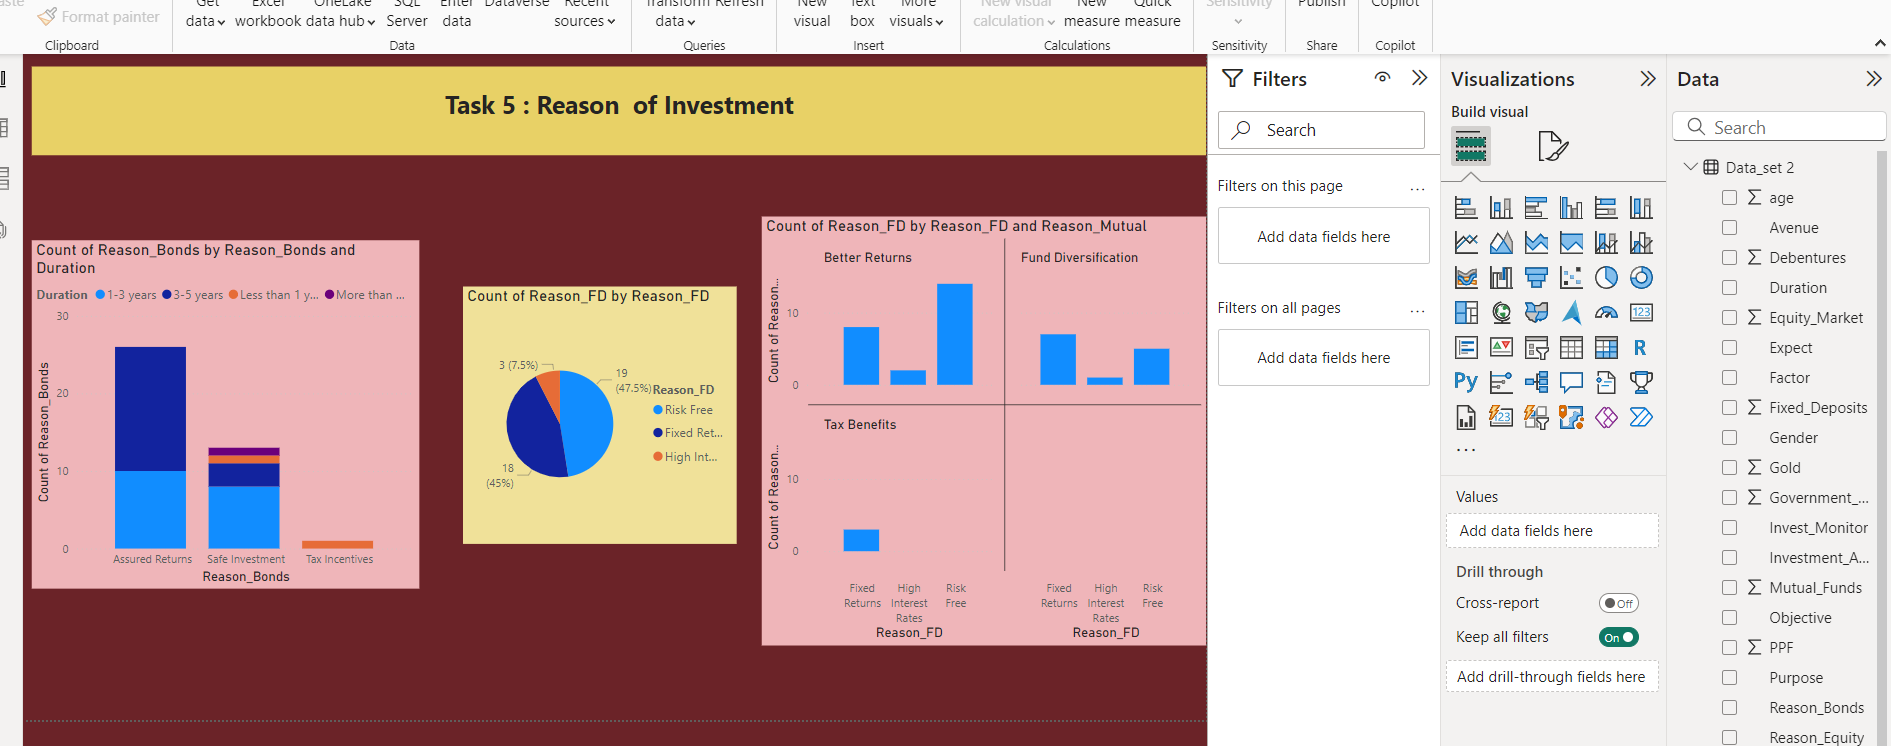 Paste
Format painter
Clipboard
Get data
Excel workbook
OneLake data hub
SQL Server
Enter data
Dataverse
Recent sources
Data
Transform data
Refresh
Queries
New visual
Text box
More visuals
Insert
New visual calculation
New measure
Quick measure
Calculations
Sensitivity
Sensitivity
Publish
Share
Copilot
Copilot
Task 5 : Reason  of Investment
Count of Reason_Bonds by Reason_Bonds and
Duration
Duration 1-3 years 3-5 years Less than 1 y... More than ...
Count of Reason_Bonds
30
20
10
0
Assured Returns Safe Investment Tax Incentives
Reason_Bonds
Count of Reason_FD by Reason_FD
3 (7.5%)
19
(47.5%)
18
(45%)
Reason_FD
Risk Free
Fixed Ret...
High Int...
Count of Reason_FD by Reason_FD and Reason_Mutual
Better Returns
Fund Diversification
Count of Reason...
10
0
Tax Benefits
Count of Reason...
10
0
Fixed High Risk Fixed High Risk
Returns Interest Free Returns Interest Free
Rates Rates
Reason_FD Reason_FD
Filters
Search
Filters on this page
...
Add data fields here
Filters on all pages
...
Add data fields here
Visualizations
Build visual
123
R
Py
123
...
Values
Add data fields here
Drill through
Cross-report Off
Keep all filters On
Add drill-through fields here
Data
Search
Data_set 2
age
Avenue
Debentures
Duration
Equity_Market
Expect
Factor
Fixed_Deposits
Gender
Gold
Government_...
Invest_Monitor
Investment_A...
Mutual_Funds
Objective
PPF
Purpose
Reason_Bonds
Reason_Equity